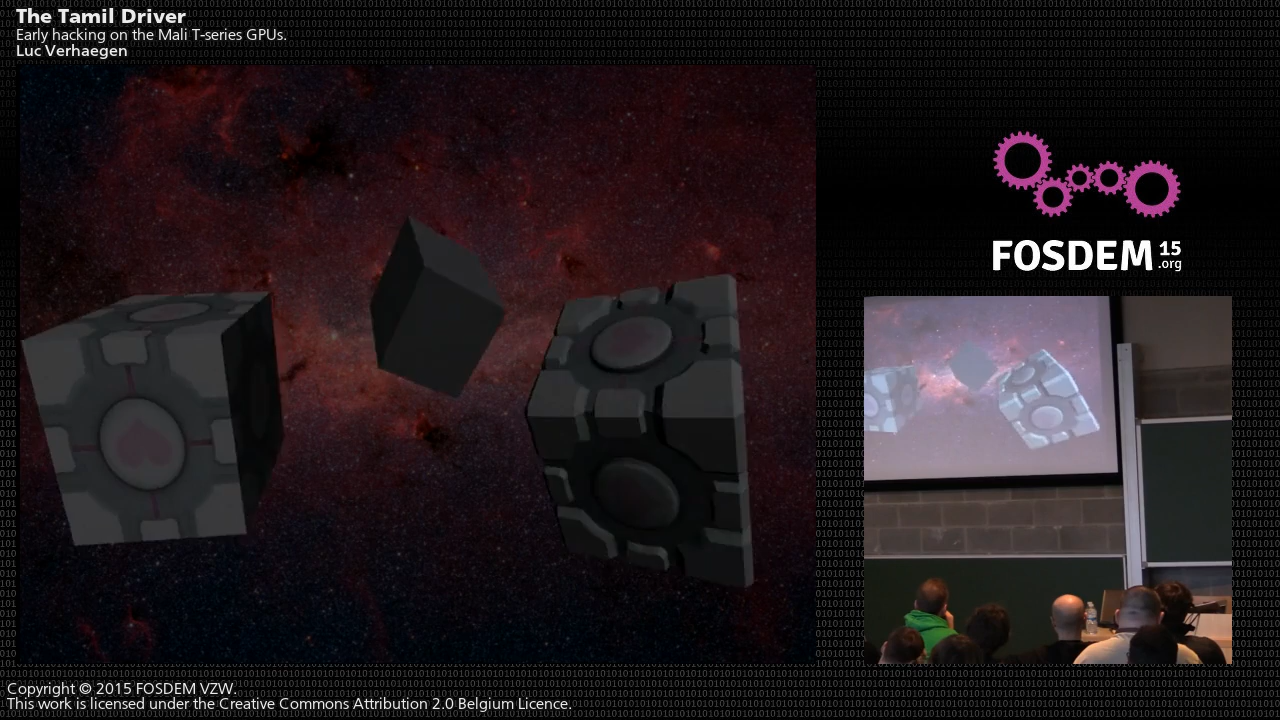 The Tamil Driver
Early hacking on the Mali T-series GPUs.
Luc Verhaegen
FOSDEM 15
.org
Copyright © 2015 FOSDEM VZW.
This work is licensed under the Creative Commons Attribution 2.0 Belgium Licence.